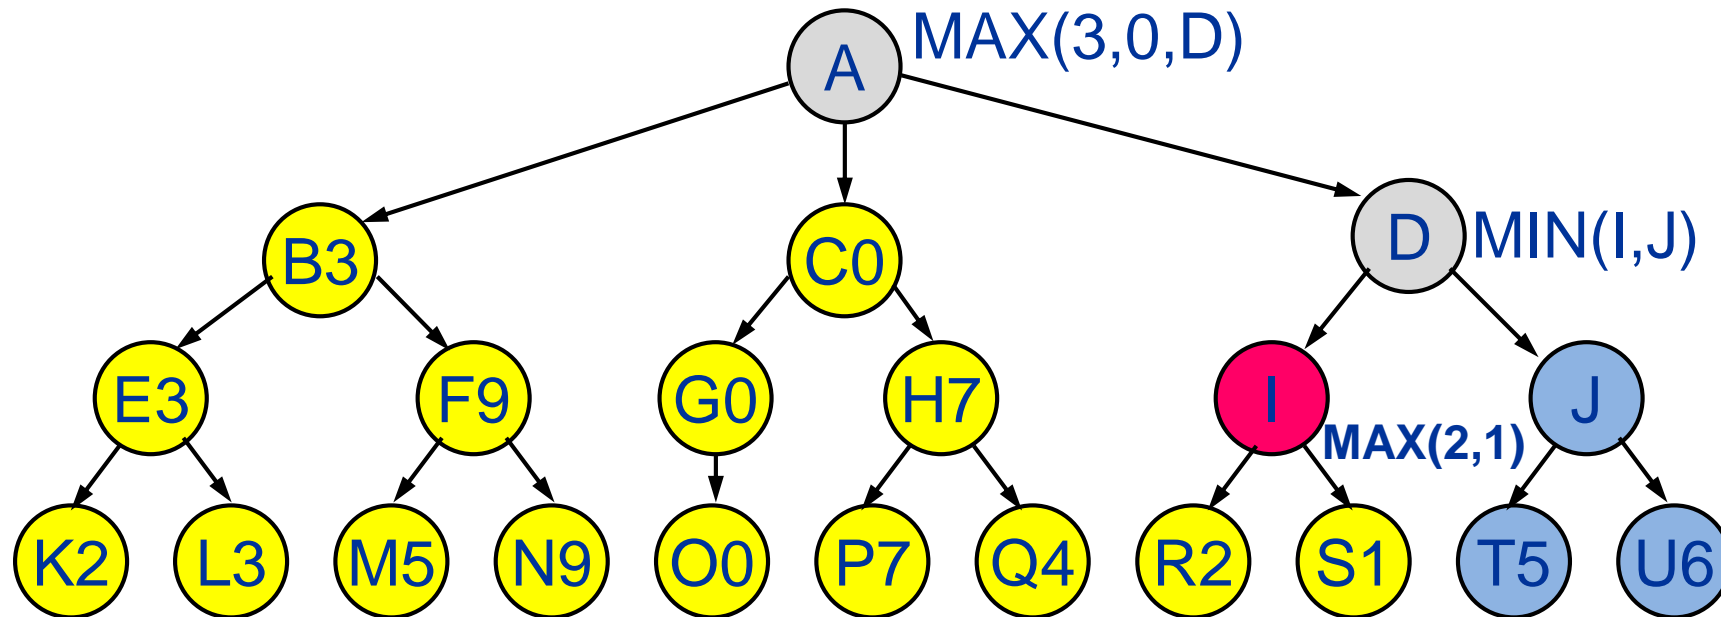 A MAX(3,0,D)
B3 C0 D MIN(I,J)
E3 F9 G0 H7 I J
MAX(2,1)
K2 L3 M5 N9 O0 P7 Q4 R2 S1 T5 U6